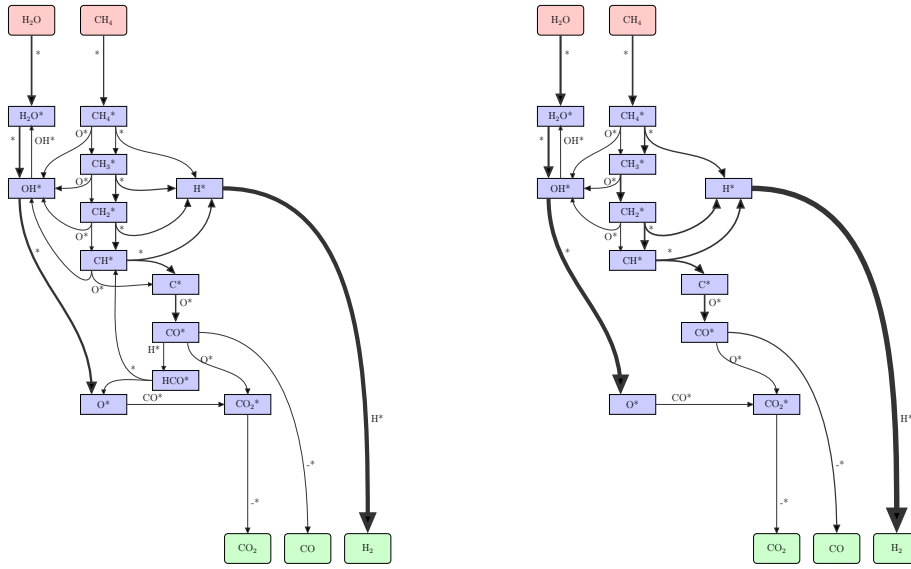 H₂O CH₄
* *
H₂O* CH₄*
* OH* O* *
CH₃*
OH* O* * H*
CH₂*
O* *
* CH* *
O* C*
O*
CO*
H* O*
* HCO*
O* CO* CO₂*
H*
-*
-*
CO₂ CO H₂
H₂O CH₄
* *
H₂O* CH₄*
* OH* O* *
CH₃*
OH* O* H*
CH₂*
O*
* CH* *
C*
O*
CO*
O*
O* CO* CO₂*
H*
-*
-*
CO₂ CO H₂